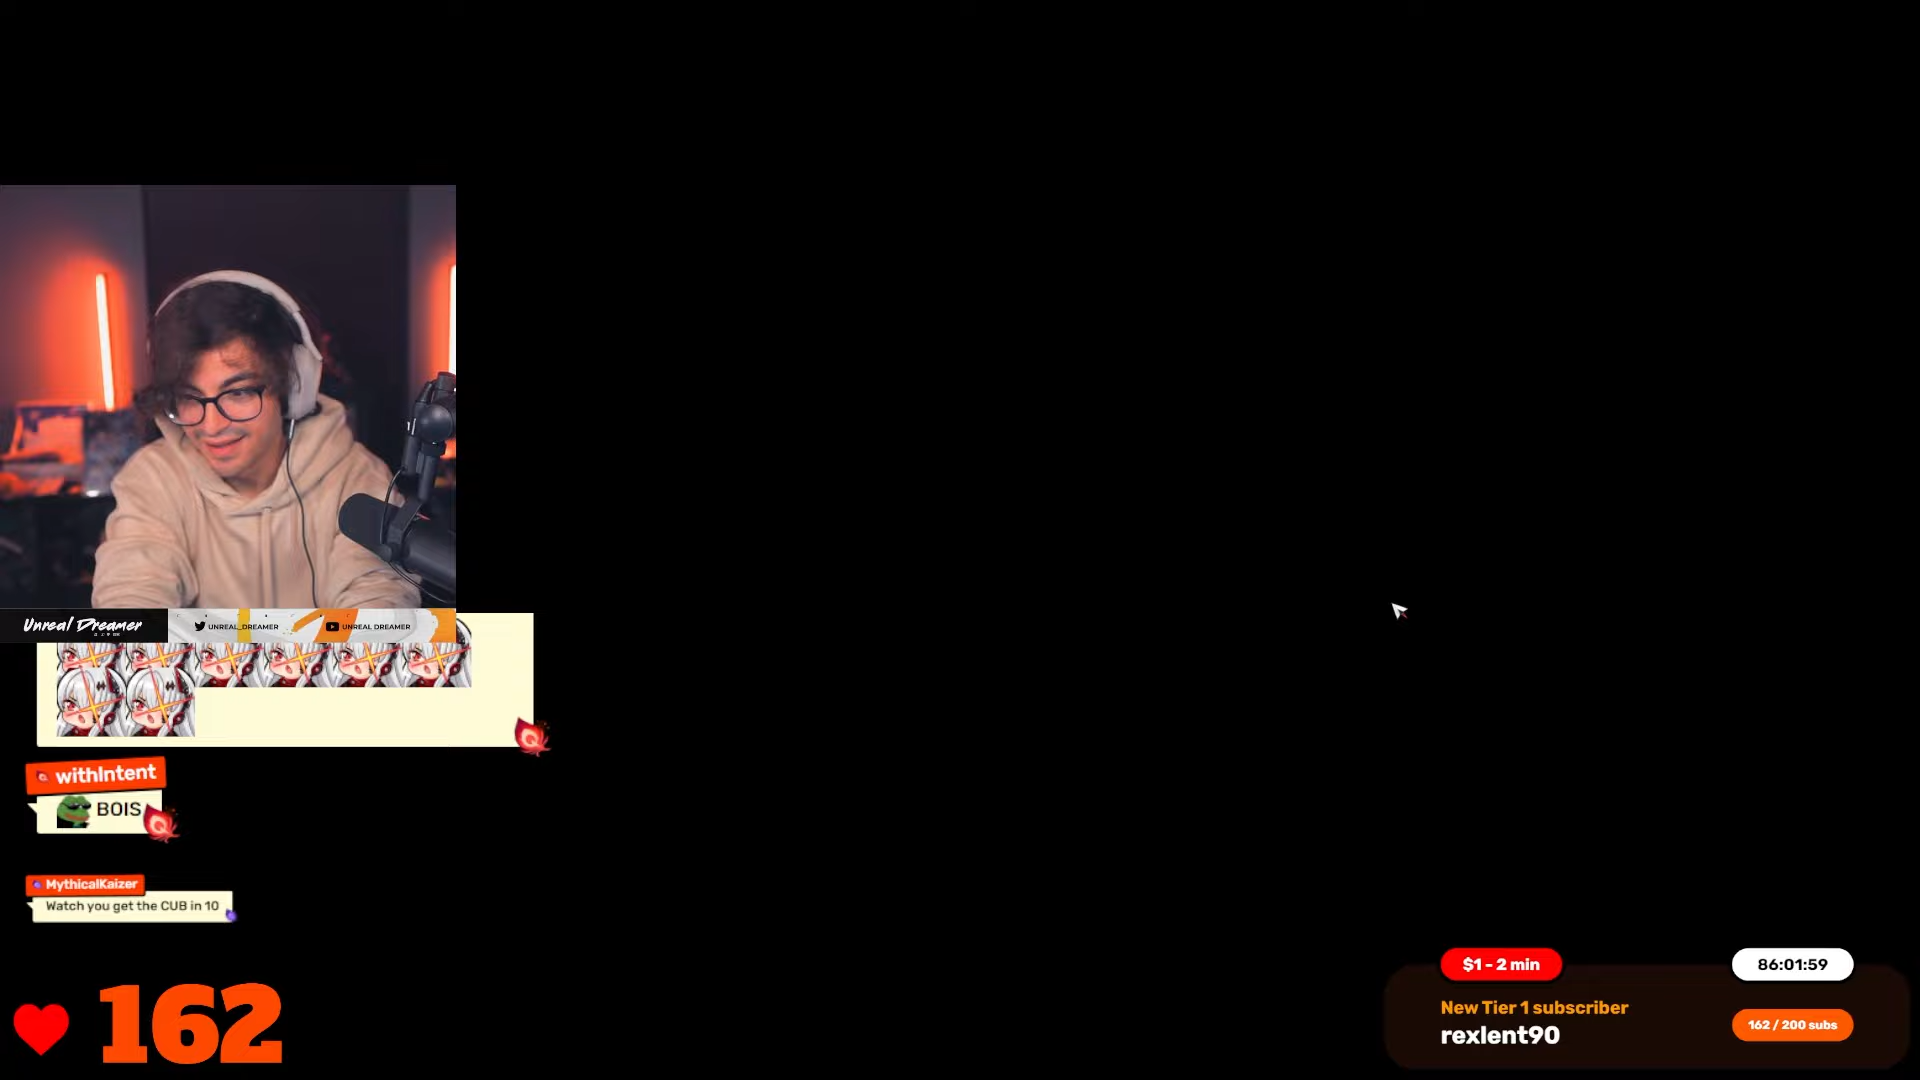 Unreal Dreamer
UNREAL_DREAMER
UNREAL DREAMER
withIntent
BOIS
MythicalKaizer
Watch you get the CUB in 10
162
$1 - 2 min
86:01:59
New Tier 1 subscriber
rexlent90
162 / 200 subs